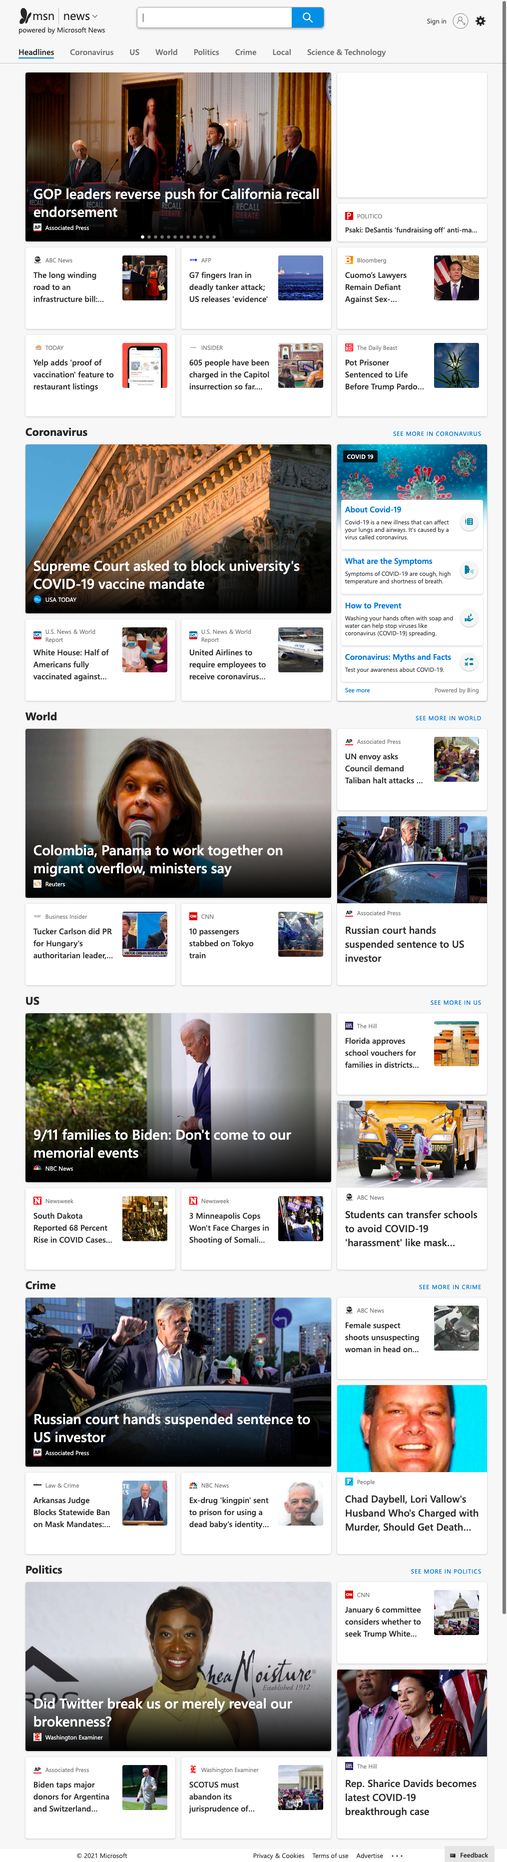 msn | news
powered by Microsoft News
Sign in
Headlines Coronavirus US World Politics Crime Local Science & Technology
GOP leaders reverse push for California recall
endorsement
AP Associated Press
POLITICO
Psaki: DeSantis 'fundraising off' anti-ma...
ABC News
The long winding
road to an
infrastructure bill:...
AFP
G7 fingers Iran in
deadly tanker attack;
US releases 'evidence'
Bloomberg
Cuomo's Lawyers
Remain Defiant
Against Sex-...
TODAY
Yelp adds 'proof of
vaccination' feature to
restaurant listings
INSIDER
605 people have been
charged in the Capitol
insurrection so far....
The Daily Beast
Pot Prisoner
Sentenced to Life
Before Trump Pardo...
Coronavirus
SEE MORE IN CORONAVIRUS
Supreme Court asked to block university's
COVID-19 vaccine mandate
USA TODAY
COVID 19
About Covid-19
Covid-19 is a new illness that can affect
your lungs and airways. It's caused by a
virus called coronavirus.
What are the Symptoms
Symptoms of COVID-19 are cough, high
temperature and shortness of breath.
How to Prevent
Washing your hands often with soap and
water can help stop viruses like
coronavirus (COVID-19) spreading.
Coronavirus: Myths and Facts
Test your awareness about COVID-19.
See more
Powered by Bing
U.S. News & World
Report
White House: Half of
Americans fully
vaccinated against...
U.S. News & World
Report
United Airlines to
require employees to
receive coronavirus...
World
SEE MORE IN WORLD
Colombia, Panama to work together on
migrant overflow, ministers say
Reuters
AP Associated Press
UN envoy asks
Council demand
Taliban halt attacks ...
AP Associated Press
Russian court hands
suspended sentence to US
investor
Business Insider
Tucker Carlson did PR
for Hungary's
authoritarian leader,...
CNN
10 passengers
stabbed on Tokyo
train
US
SEE MORE IN US
9/11 families to Biden: Don't come to our
memorial events
NBC News
The Hill
Florida approves
school vouchers for
families in districts...
ABC News
Students can transfer schools
to avoid COVID-19
'harassment' like mask...
Newsweek
South Dakota
Reported 68 Percent
Rise in COVID Cases...
Newsweek
3 Minneapolis Cops
Won't Face Charges in
Shooting of Somali...
Crime
SEE MORE IN CRIME
Russian court hands suspended sentence to
US investor
AP Associated Press
ABC News
Female suspect
shoots unsuspecting
woman in head on...
People
Chad Daybell, Lori Vallow's
Husband Who's Charged with
Murder, Should Get Death...
Law & Crime
Arkansas Judge
Blocks Statewide Ban
on Mask Mandates:...
NBC News
Ex-drug 'kingpin' sent
to prison for using a
dead baby's identity...
Politics
SEE MORE IN POLITICS
heaMoisture
Established 1912
Did Twitter break us or merely reveal our
brokenness?
Washington Examiner
CNN
January 6 committee
considers whether to
seek Trump White...
The Hill
Rep. Sharice Davids becomes
latest COVID-19
breakthrough case
AP Associated Press
Biden taps major
donors for Argentina
and Switzerland...
Washington Examiner
SCOTUS must
abandon its
jurisprudence of...
© 2021 Microsoft
Privacy & Cookies Terms of use Advertise ...
Feedback